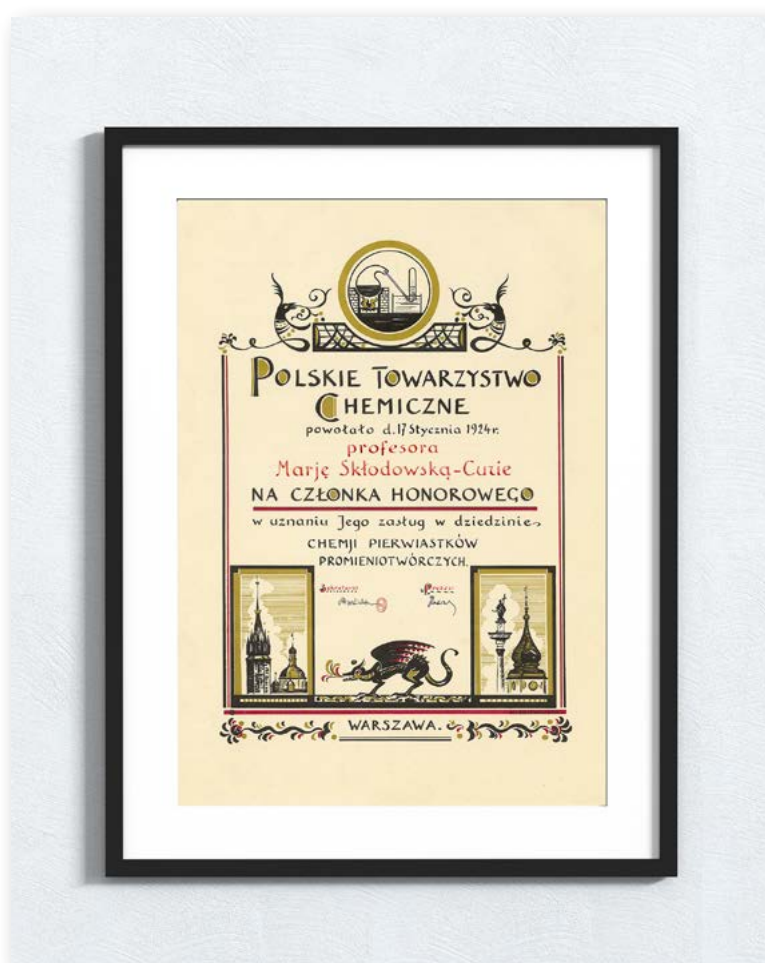 POLSKIE TOWARZYSTWO
CHEMICZNE
powołało d. 17 Stycznia 1924 r.
profesora
Marję Skłodowską-Curie
NA CZŁONKA HONOROWEGO
w uznaniu Jego zasług w dziedzinie
CHEMJI PIERWIASTKÓW
PROMIENIOTWÓRCZYCH.
WARSZAWA.